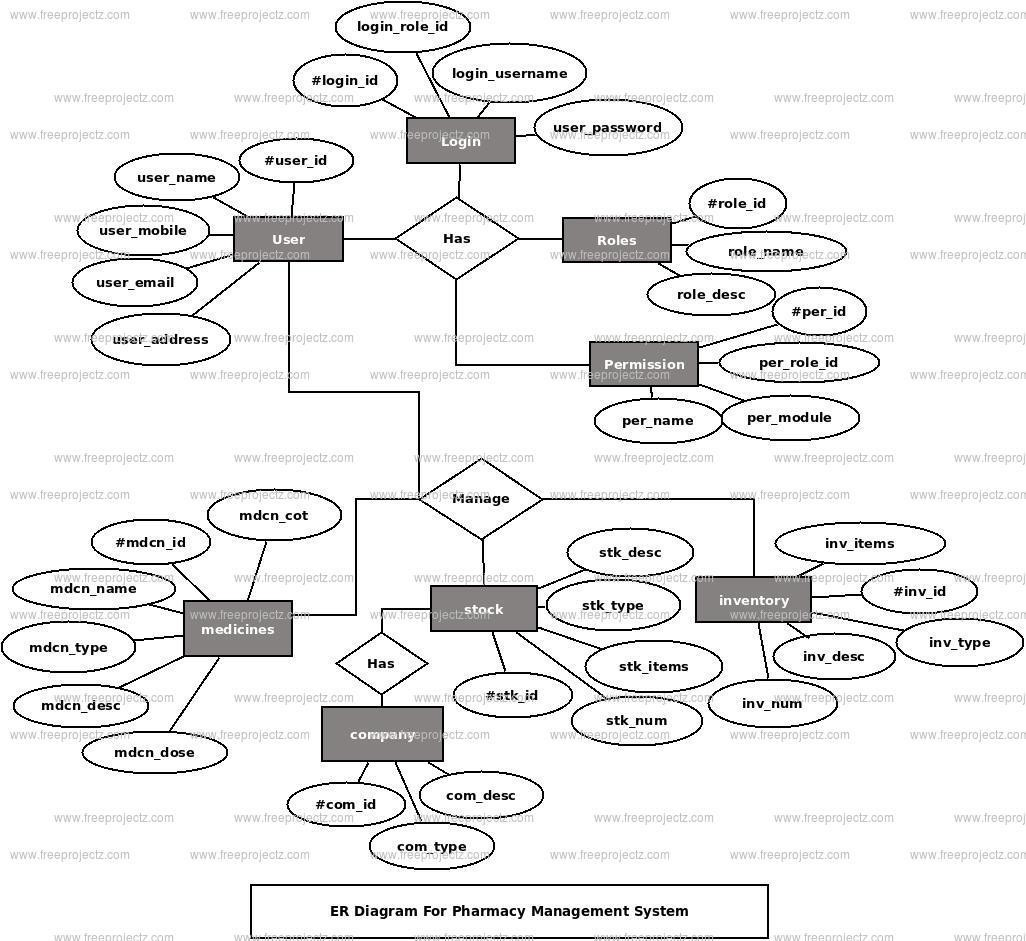 login_role_id
#login_id
login_username
user_password
Login
#user_id
user_name
user_mobile
user_email
user_address
User
Has
Roles
#role_id
role_name
role_desc
#per_id
Permission
per_role_id
per_name
per_module
Manage
mdcn_cot
#mdcn_id
mdcn_name
mdcn_type
mdcn_desc
mdcn_dose
medicines
stock
stk_desc
stk_type
stk_items
#stk_id
stk_num
inventory
inv_items
#inv_id
inv_type
inv_desc
inv_num
Has
company
#com_id
com_desc
com_type
ER Diagram For Pharmacy Management System
www.freeprojectz.com